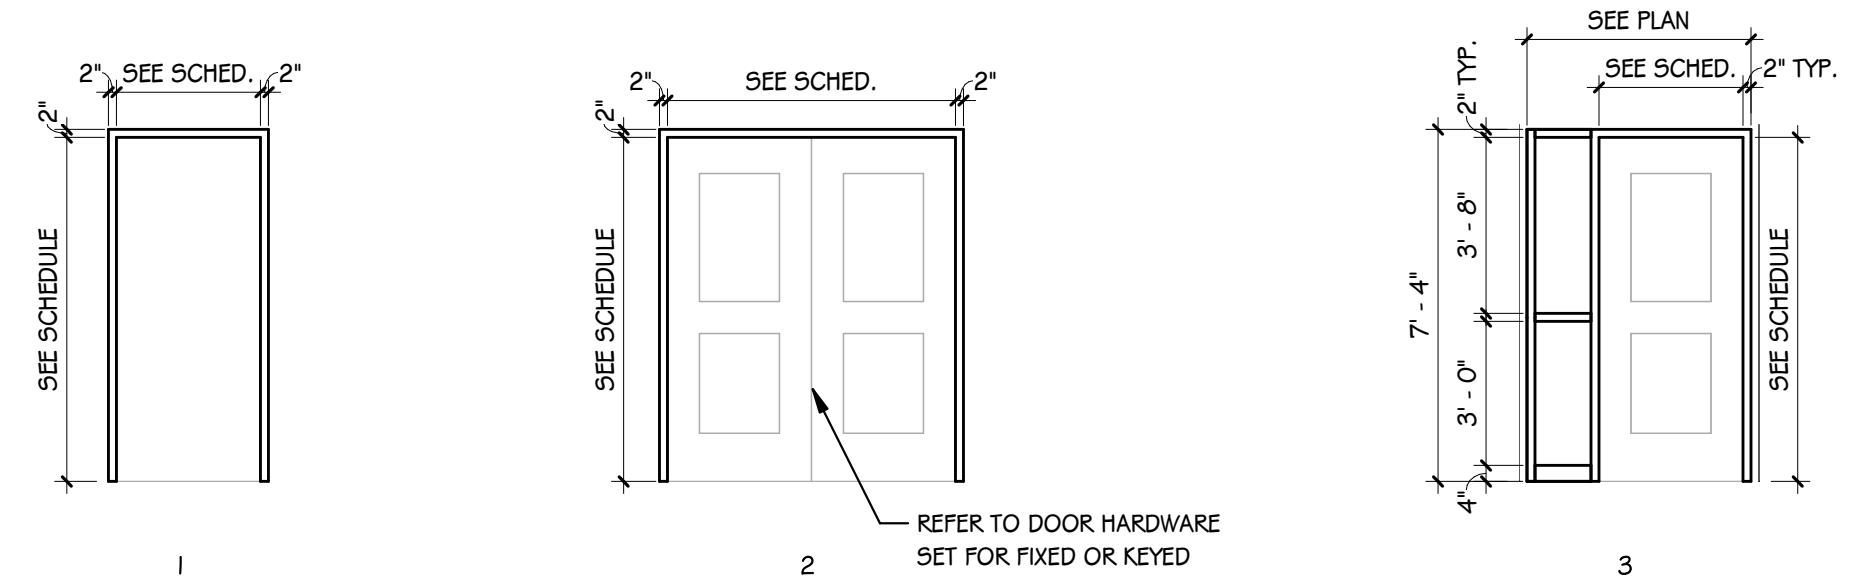 2"
SEE SCHED.
2"
2"
SEE SCHEDULE
1
2"
SEE SCHED.
2"
2"
SEE SCHEDULE
REFER TO DOOR HARDWARE
SET FOR FIXED OR KEYED
2
SEE PLAN
SEE SCHED.
2" TYP.
2" TYP.
3' - 8"
7' - 4"
3' - 0"
4"
SEE SCHEDULE
3